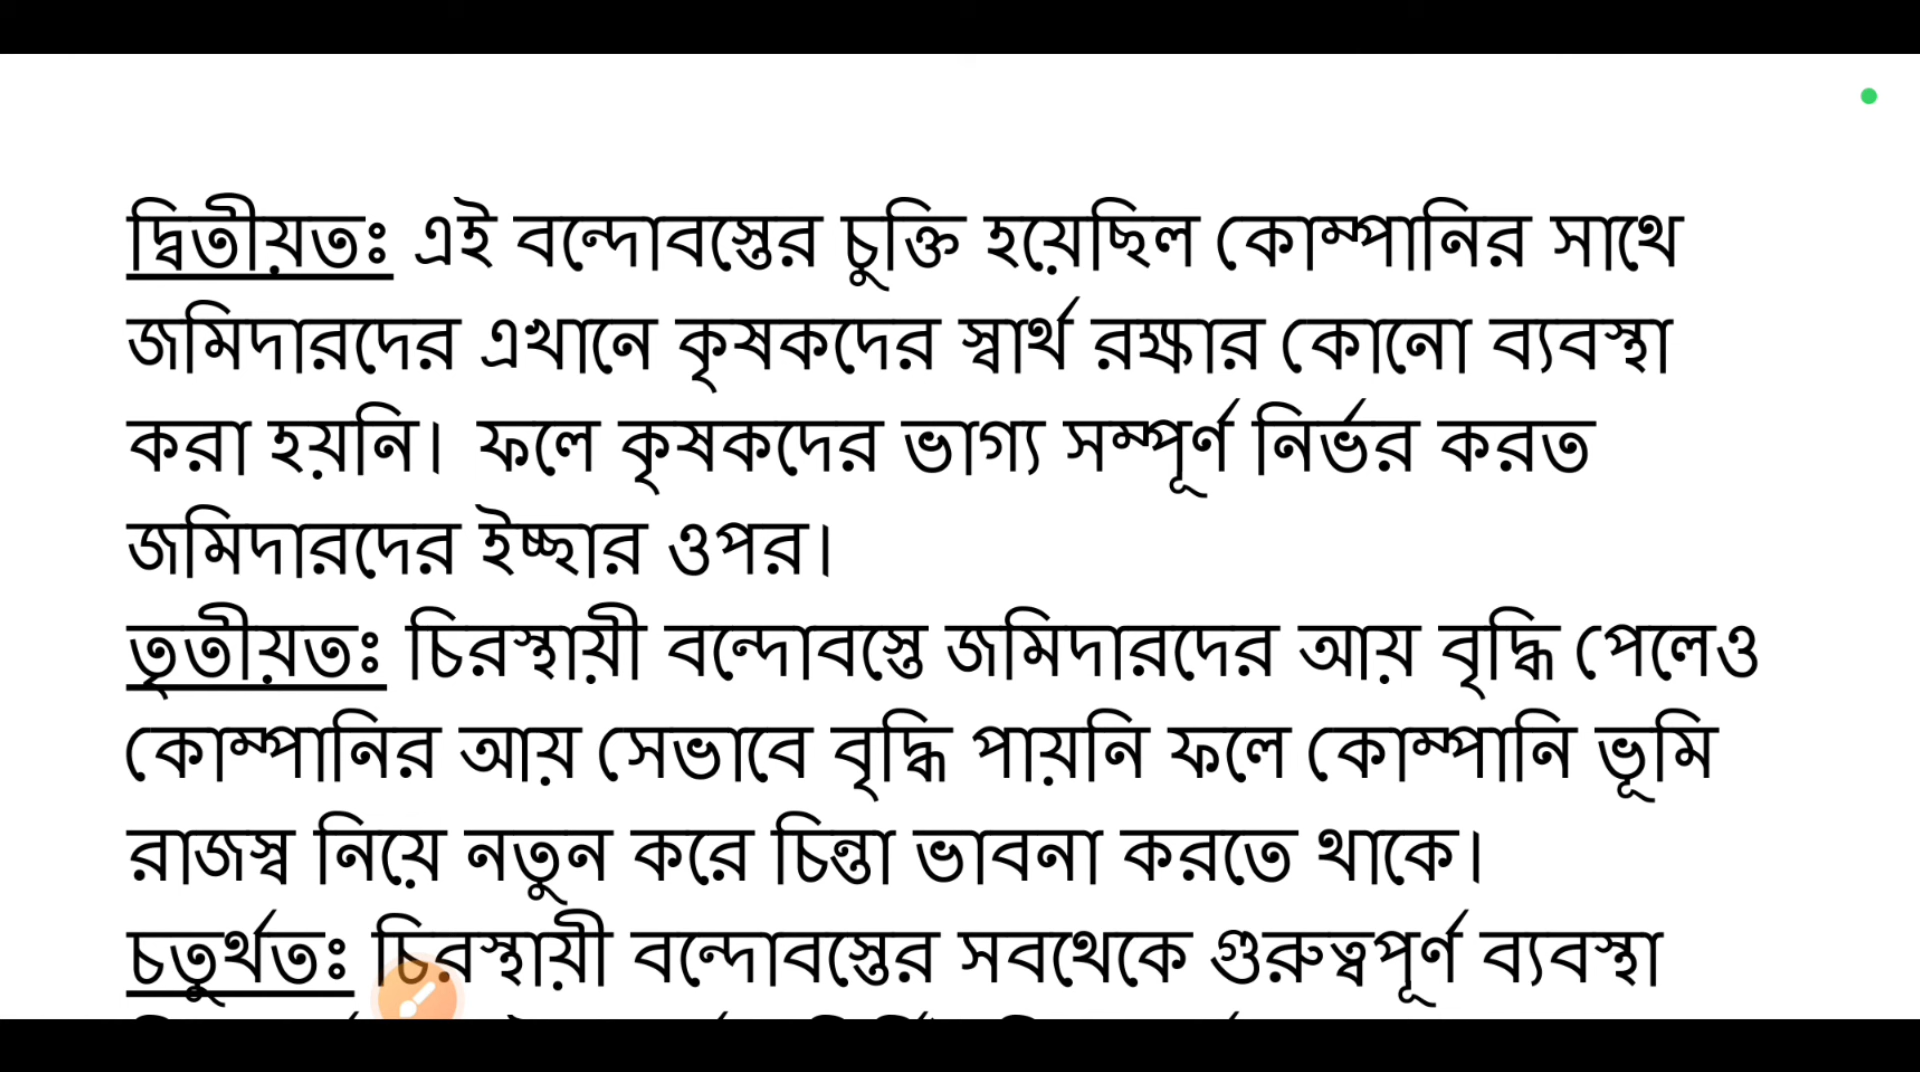 দ্বিতীয়তঃ এই বন্দোবস্তের চুক্তি হয়েছিল কোম্পানির সাথে
জমিদারদের এখানে কৃষকদের স্বার্থ রক্ষার কোনো ব্যবস্থা
করা হয়নি। ফলে কৃষকদের ভাগ্য সম্পূর্ণ নির্ভর করত
জমিদারদের ইচ্ছার ওপর।
তৃতীয়তঃ চিরস্থায়ী বন্দোবস্তে জমিদারদের আয় বৃদ্ধি পেলেও
কোম্পানির আয় সেভাবে বৃদ্ধি পায়নি ফলে কোম্পানি ভূমি
রাজস্ব নিয়ে নতুন করে চিন্তা ভাবনা করতে থাকে।
চতুর্থতঃ চিরস্থায়ী বন্দোবস্তের সবথেকে গুরুত্বপূর্ণ ব্যবস্থা